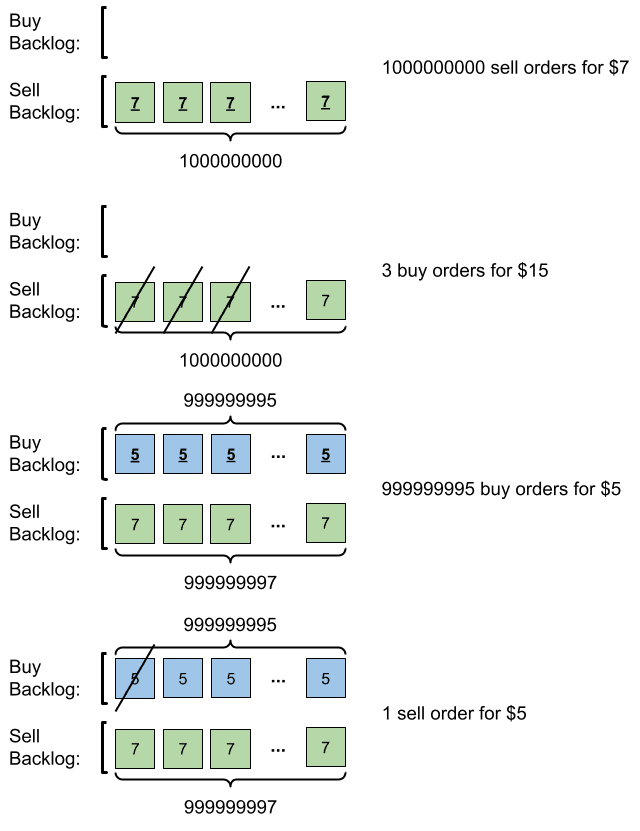 Buy
Backlog:
1000000000 sell orders for $7
Sell
Backlog:
7 7 7 ... 7
1000000000
Buy
Backlog:
3 buy orders for $15
Sell
Backlog:
7 7 7 ... 7
1000000000
999999995
Buy
Backlog:
5 5 5 ... 5
999999995 buy orders for $5
Sell
Backlog:
7 7 7 ... 7
999999997
999999995
Buy
Backlog:
5 5 5 ... 5
1 sell order for $5
Sell
Backlog:
7 7 7 ... 7
999999997